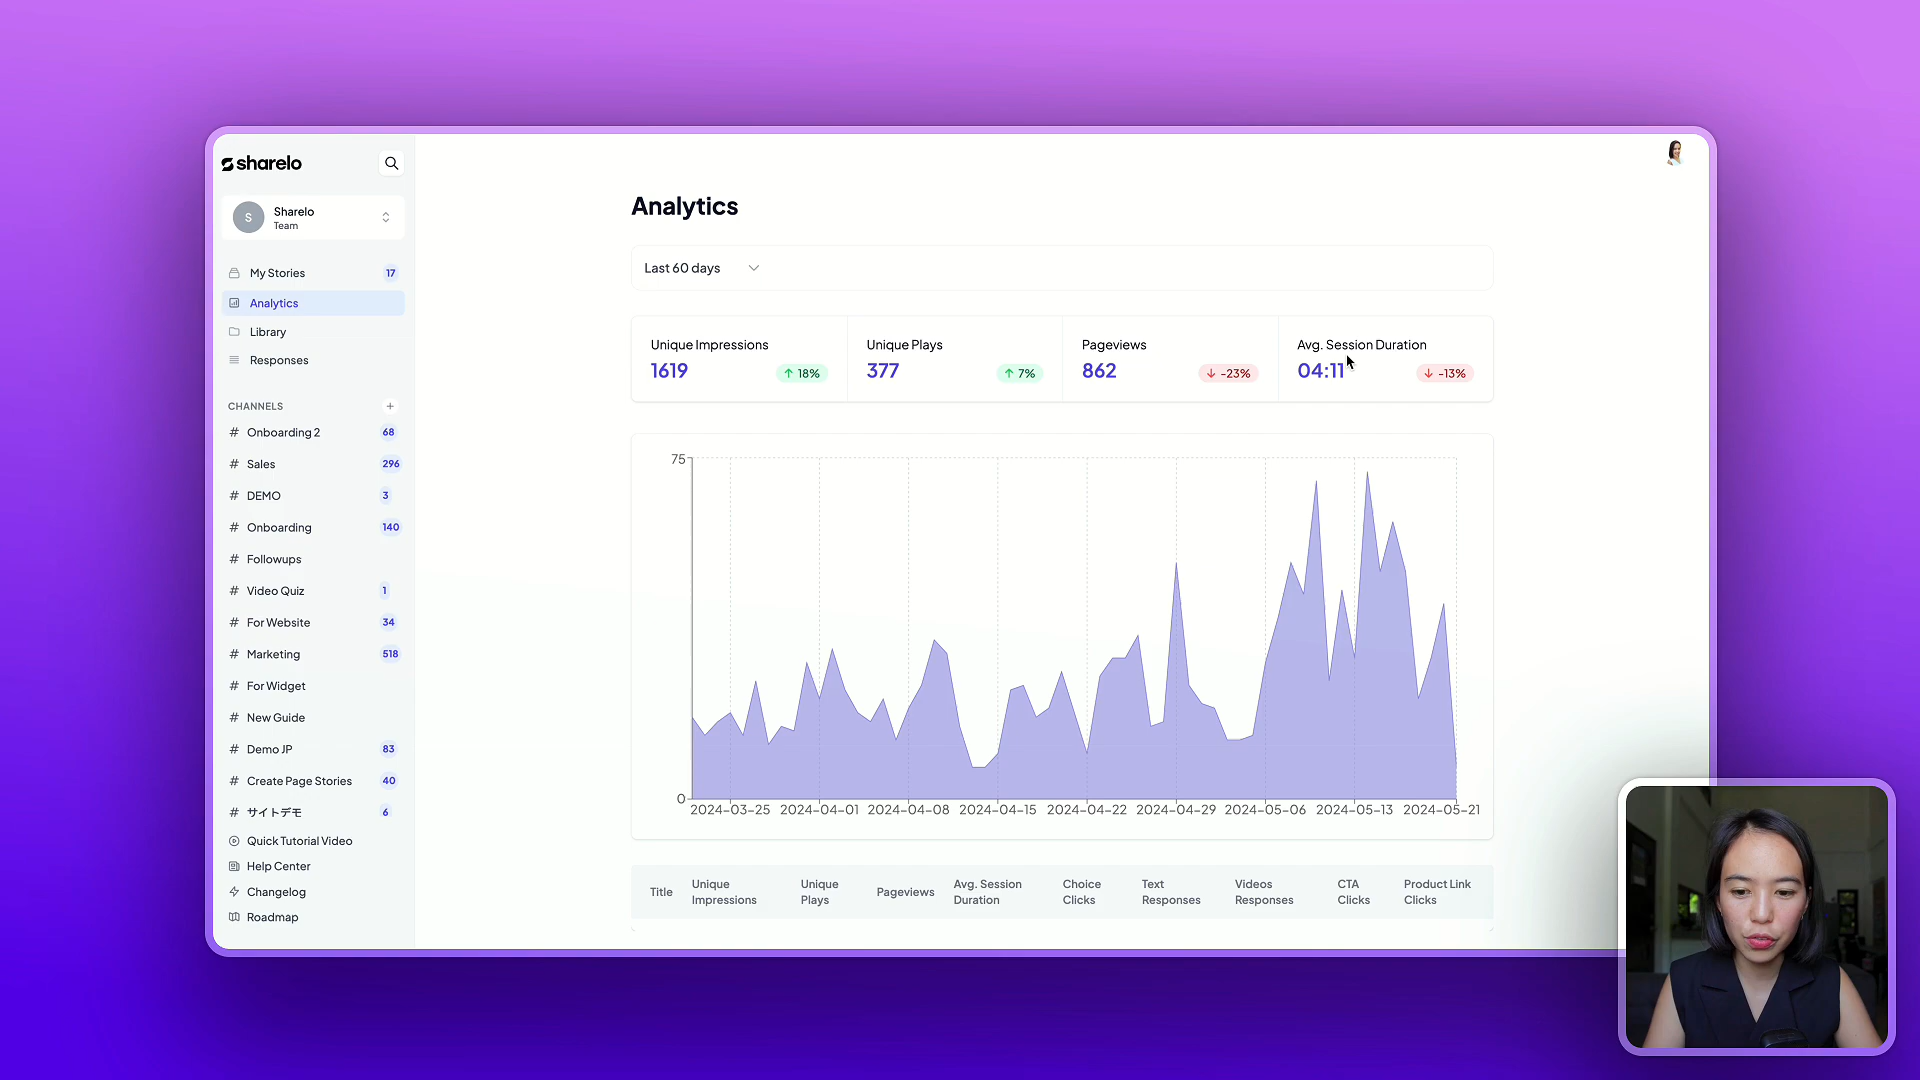 sharelo
S
Sharelo
Team
My Stories 17
Analytics
Library
Responses
CHANNELS +
# Onboarding 2 68
# Sales 296
# DEMO 3
# Onboarding 140
# Followups
# Video Quiz 1
# For Website 34
# Marketing 518
# For Widget
# New Guide
# Demo JP 83
# Create Page Stories 40
# サイトデモ 6
Quick Tutorial Video
Help Center
Changelog
Roadmap
Analytics
Last 60 days
Unique Impressions
1619 ↑ 18%
Unique Plays
377 ↑ 7%
Pageviews
862 ↓ -23%
Avg. Session Duration
04:11 ↓ -13%
75
0
2024-03-25 2024-04-01 2024-04-08 2024-04-15 2024-04-22 2024-04-29 2024-05-06 2024-05-13 2024-05-21
Title
Unique
Impressions
Unique
Plays
Pageviews
Avg. Session
Duration
Choice
Clicks
Text
Responses
Videos
Responses
CTA
Clicks
Product Link
Clicks